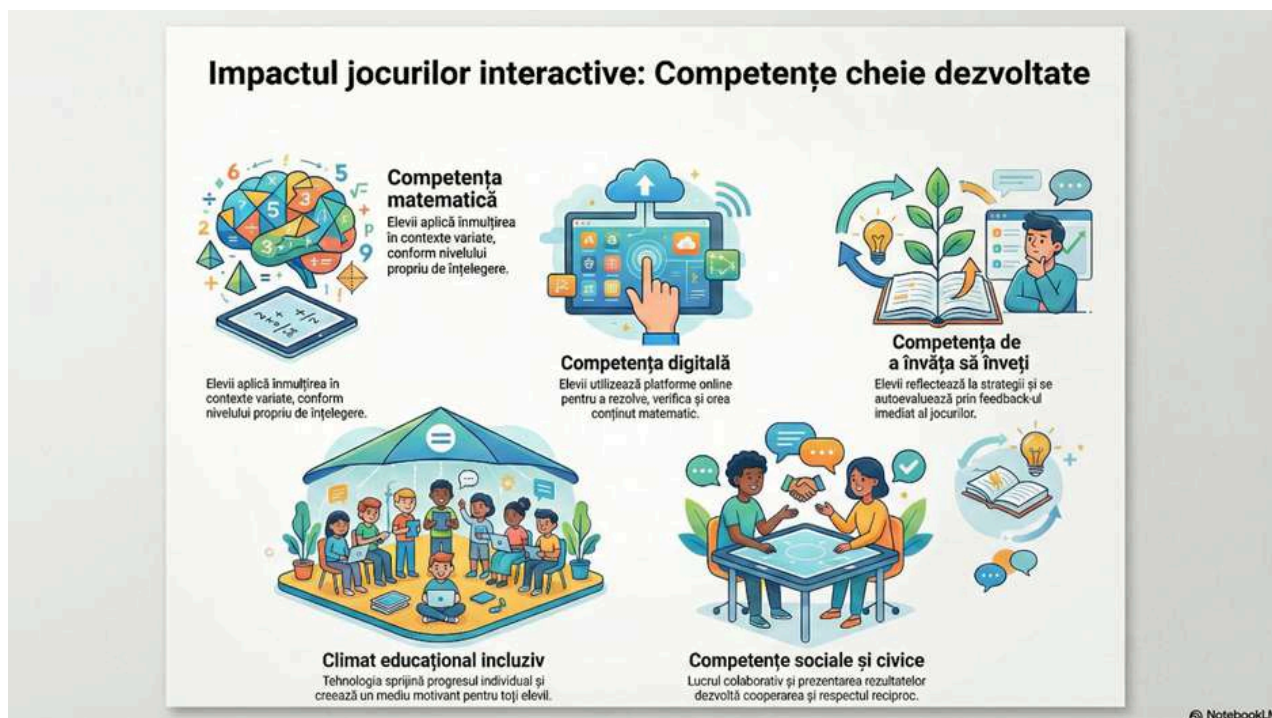 Impactul jocurilor interactive: Competențe cheie dezvoltate
Competența
matematică
Elevii aplică înmulțirea
în contexte variate,
conform nivelului
propriu de înțelegere.
Elevii aplică înmulțirea în
contexte variate, conform
nivelului propriu de înțelegere.
Competența digitală
Elevii utilizează platforme online
pentru a rezolve, verifica și crea
conținut matematic.
Competența de
a învăța să înveți
Elevii reflectează la strategii și se
autoevaluează prin feedback-ul
imediat al jocurilor.
Climat educațional incluziv
Tehnologia sprijină progresul individual și
creează un mediu motivant pentru toți elevii.
Competențe sociale și civice
Lucrul colaborativ și prezentarea rezultatelor
dezvoltă cooperarea și respectul reciproc.
NotebookLM